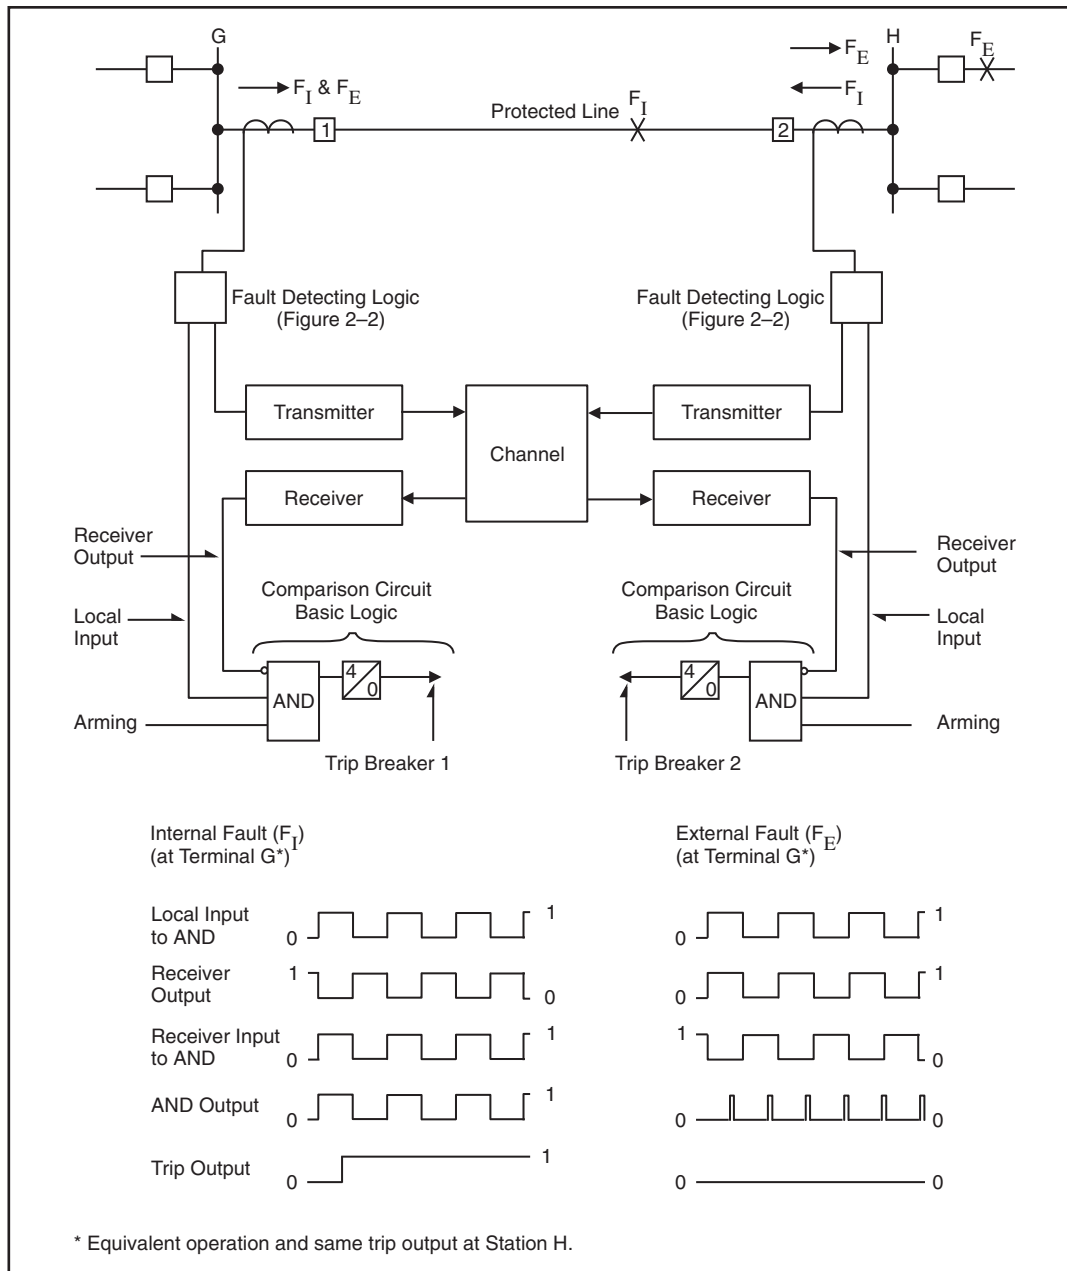 G
H
F_E
F_E
F_I & F_E
F_I
F_I
Protected Line
1
2
Fault Detecting Logic
(Figure 2–2)
Fault Detecting Logic
(Figure 2–2)
Transmitter
Channel
Transmitter
Receiver
Receiver
Receiver
Output
Receiver
Output
Comparison Circuit
Basic Logic
Comparison Circuit
Basic Logic
Local
Input
Local
Input
AND
4
0
4
0
AND
Arming
Arming
Trip Breaker 1
Trip Breaker 2
Internal Fault (F_I)
(at Terminal G*)
External Fault (F_E)
(at Terminal G*)
Local Input
to AND
0
1
0
1
Receiver
Output
1
0
0
1
Receiver Input
to AND
0
1
1
0
AND Output
0
1
0
0
Trip Output
0
1
0
0
* Equivalent operation and same trip output at Station H.